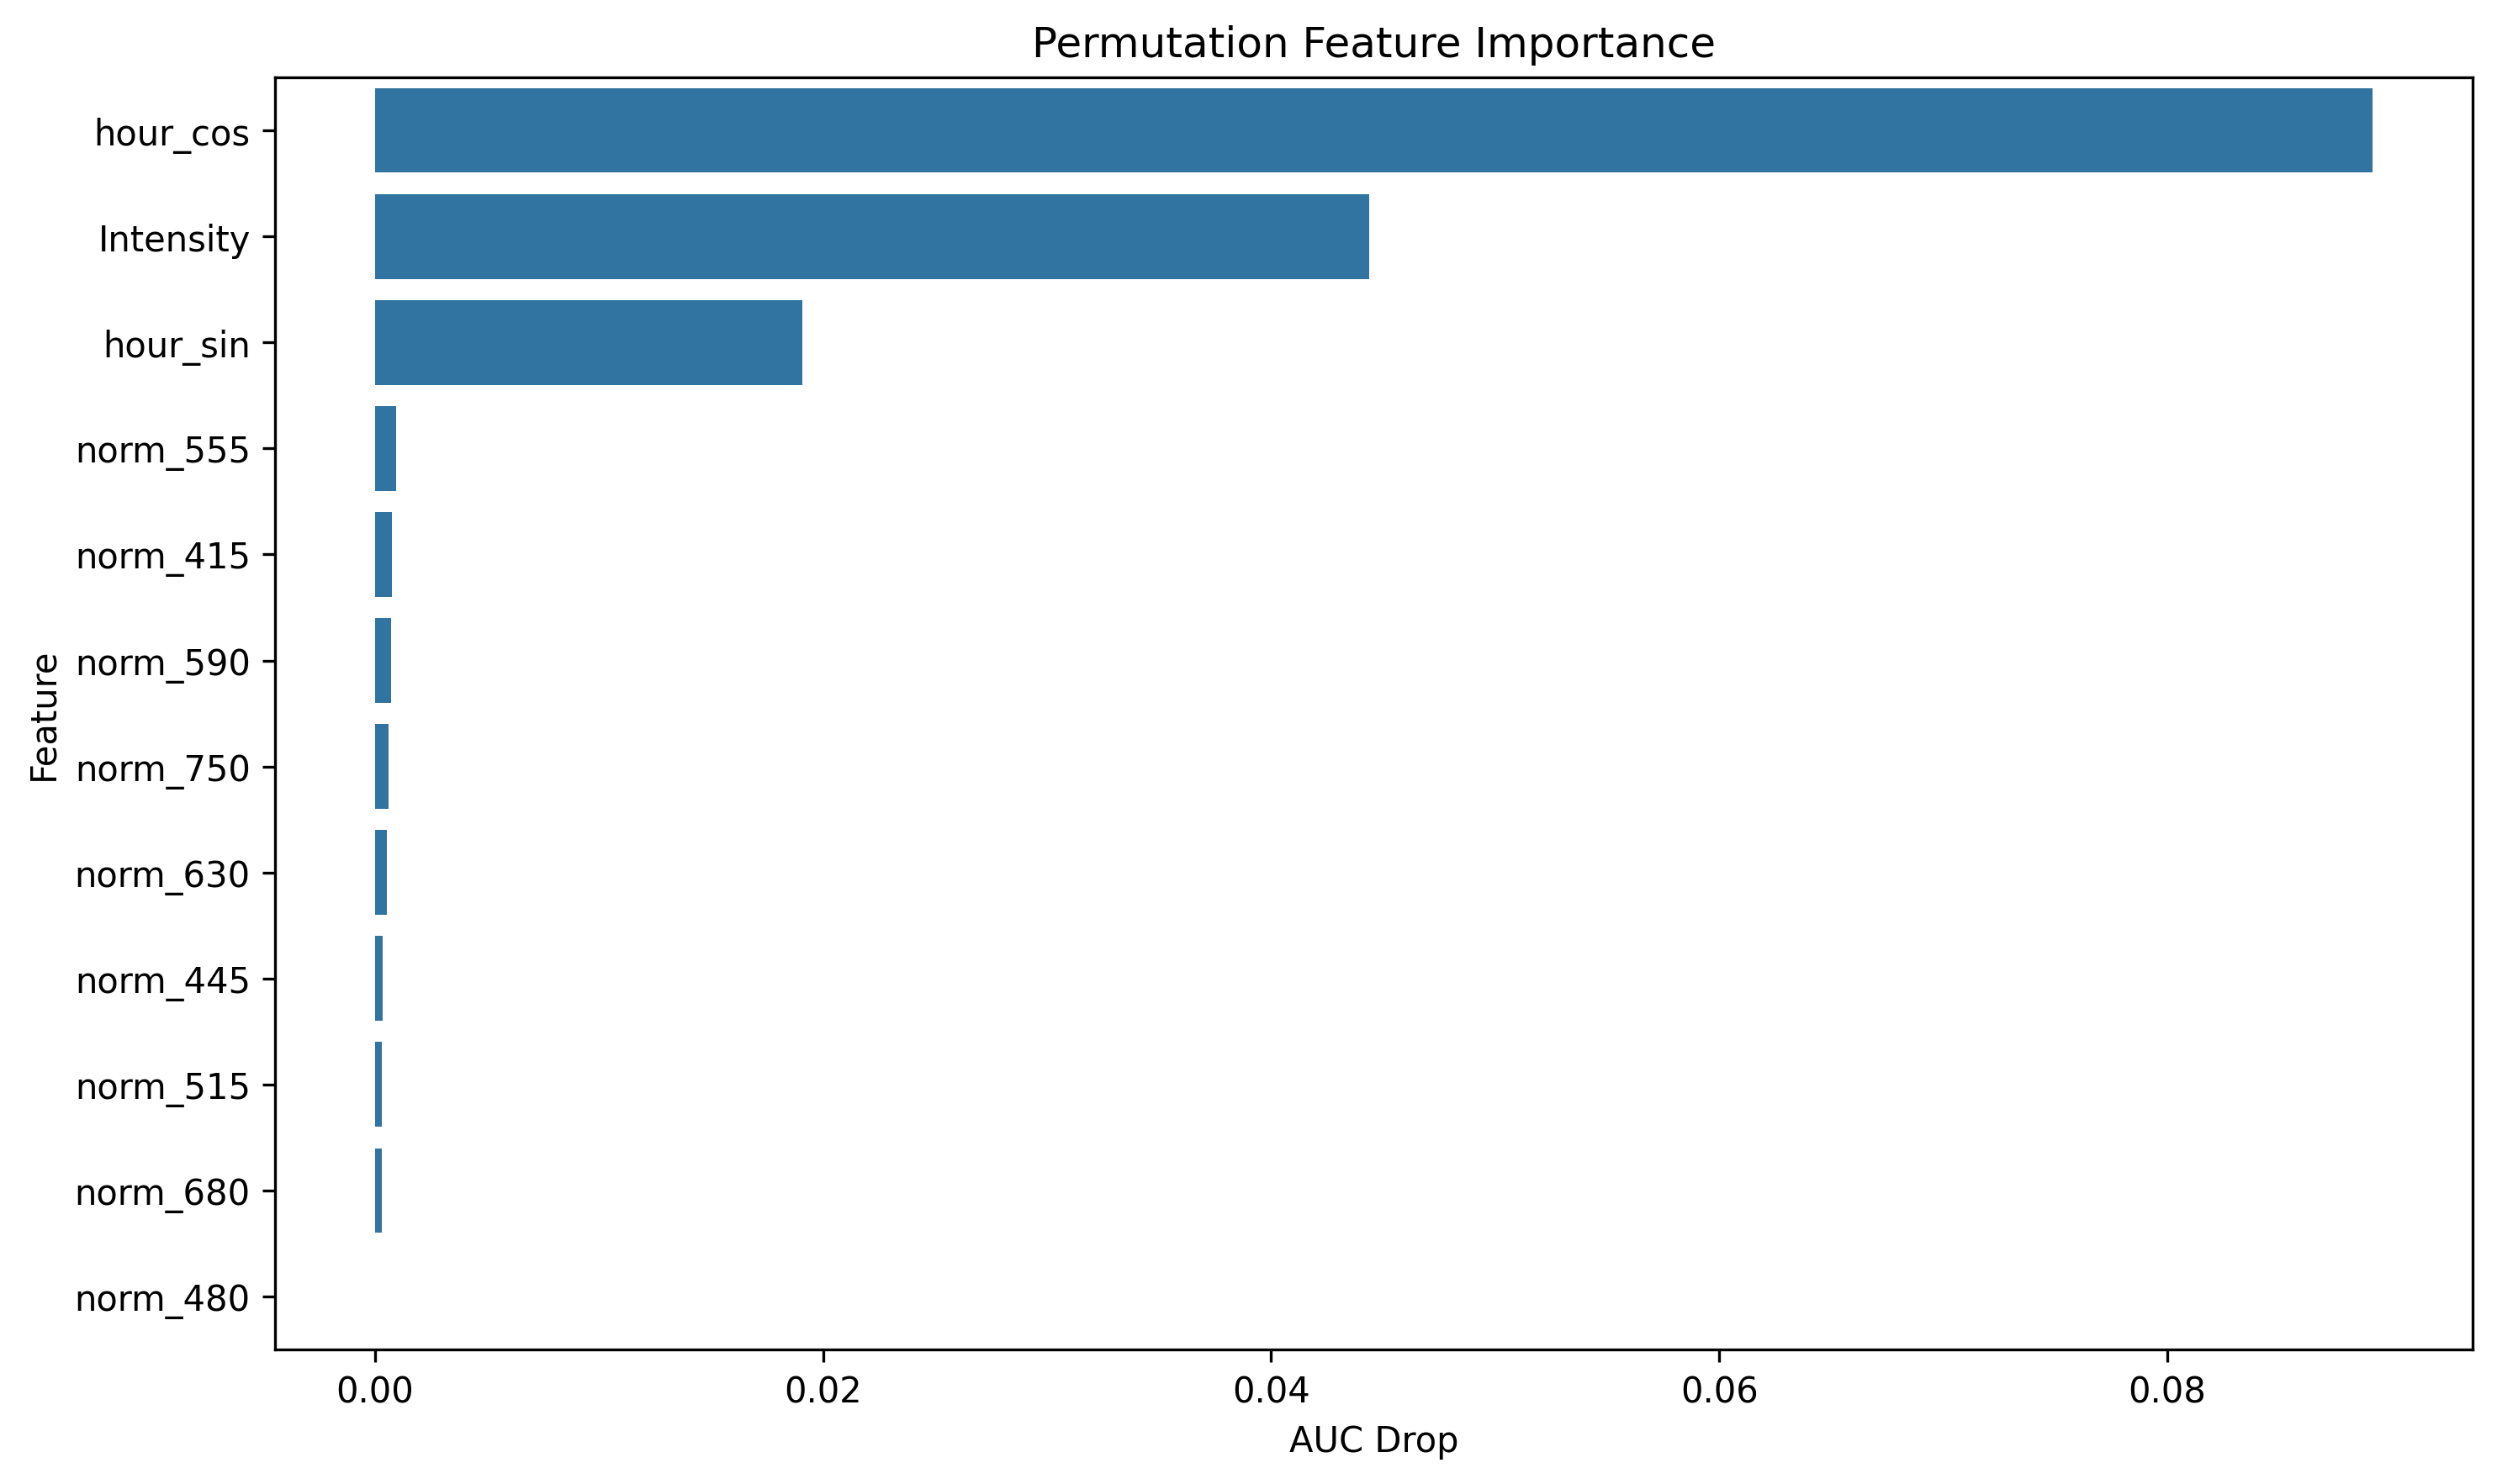 Permutation Feature Importance
hour_cos
Intensity
hour_sin
norm_555
norm_415
norm_590
norm_750
norm_630
norm_445
norm_515
norm_680
norm_480
Feature
0.00 0.02 0.04 0.06 0.08
AUC Drop